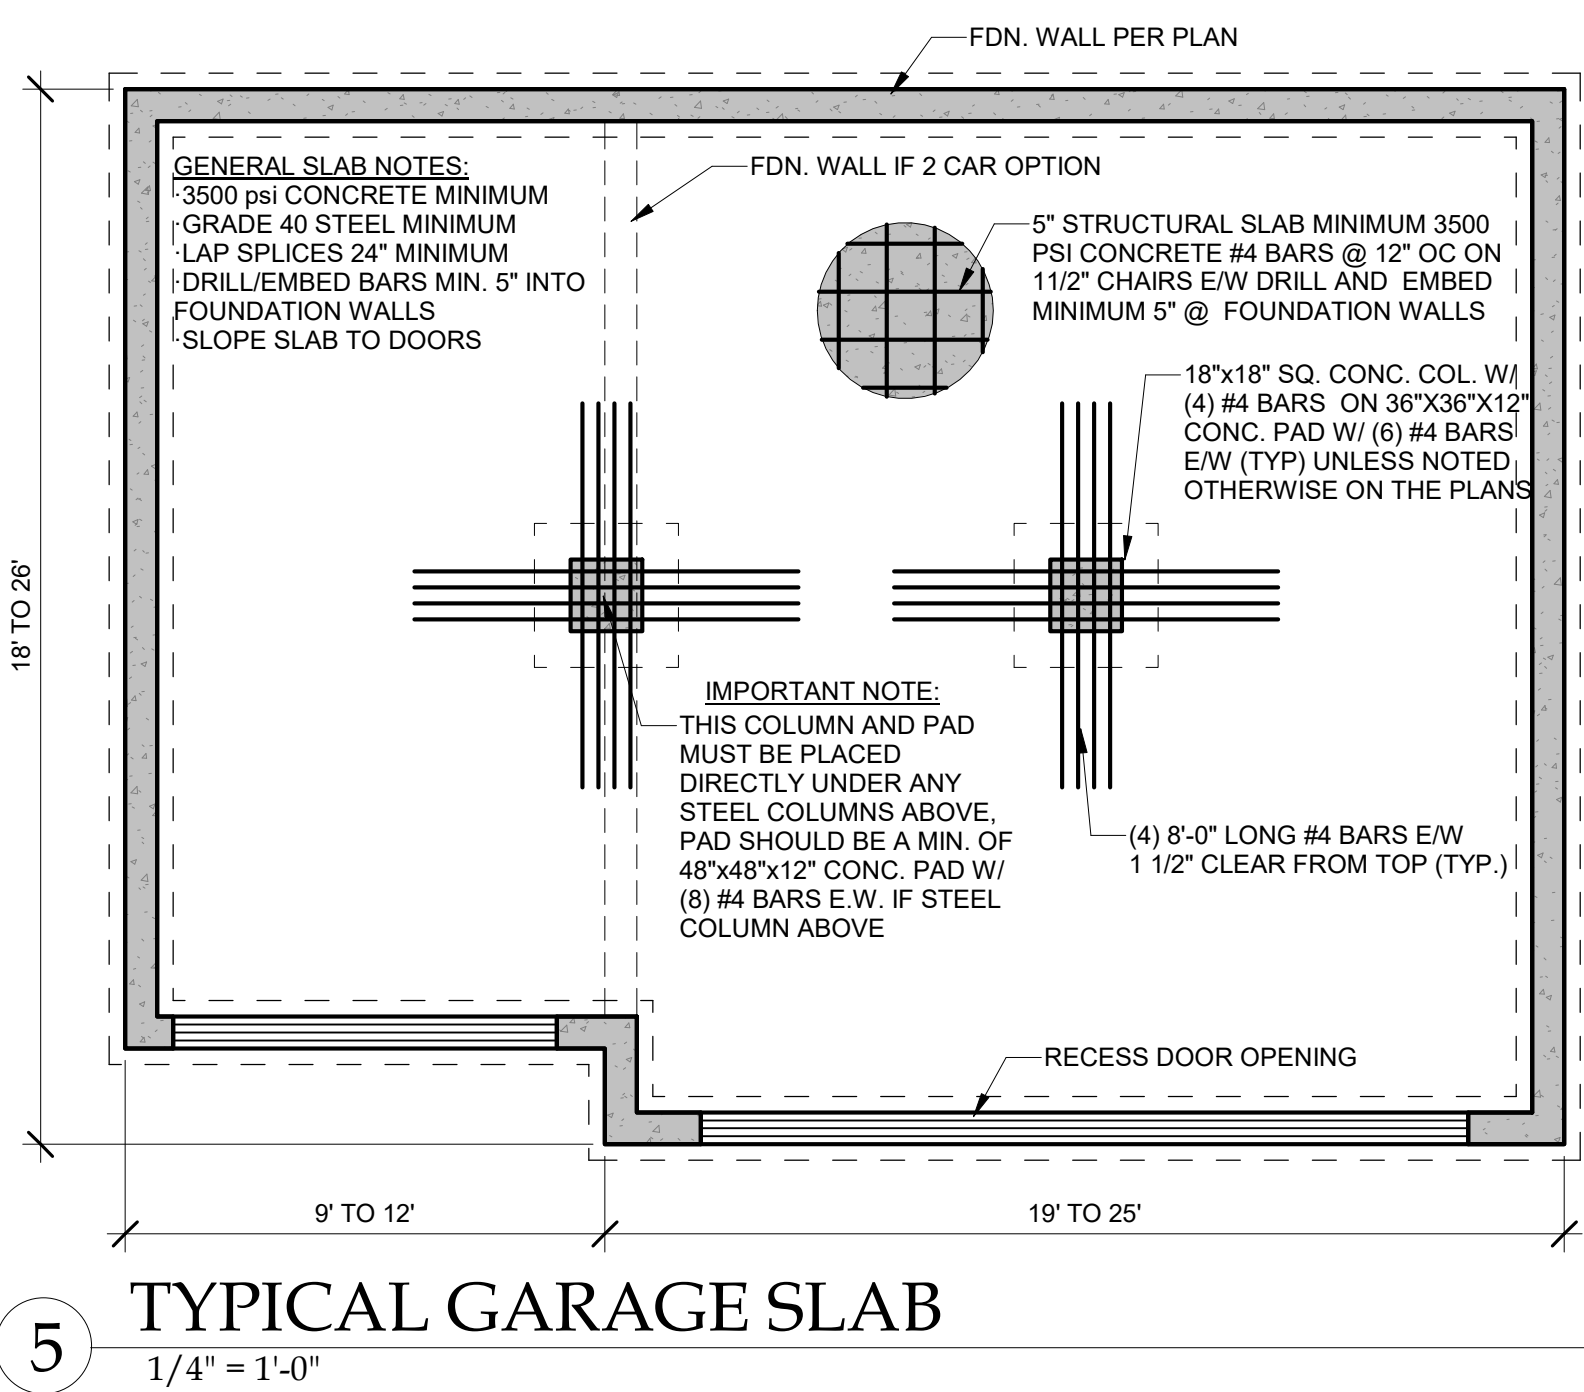 FDN. WALL PER PLAN
GENERAL SLAB NOTES:
·3500 psi CONCRETE MINIMUM
·GRADE 40 STEEL MINIMUM
·LAP SPLICES 24" MINIMUM
·DRILL/EMBED BARS MIN. 5" INTO
FOUNDATION WALLS
·SLOPE SLAB TO DOORS
FDN. WALL IF 2 CAR OPTION
5" STRUCTURAL SLAB MINIMUM 3500
PSI CONCRETE #4 BARS @ 12" OC ON
11/2" CHAIRS E/W DRILL AND EMBED
MINIMUM 5" @ FOUNDATION WALLS
18"x18" SQ. CONC. COL. W/
(4) #4 BARS ON 36"X36"X12"
CONC. PAD W/ (6) #4 BARS
E/W (TYP) UNLESS NOTED
OTHERWISE ON THE PLANS
18' TO 26'
IMPORTANT NOTE:
THIS COLUMN AND PAD
MUST BE PLACED
DIRECTLY UNDER ANY
STEEL COLUMNS ABOVE,
PAD SHOULD BE A MIN. OF
48"x48"x12" CONC. PAD W/
(8) #4 BARS E.W. IF STEEL
COLUMN ABOVE
(4) 8'-0" LONG #4 BARS E/W
1 1/2" CLEAR FROM TOP (TYP.)
RECESS DOOR OPENING
9' TO 12'
19' TO 25'
5
TYPICAL GARAGE SLAB
1/4" = 1'-0"